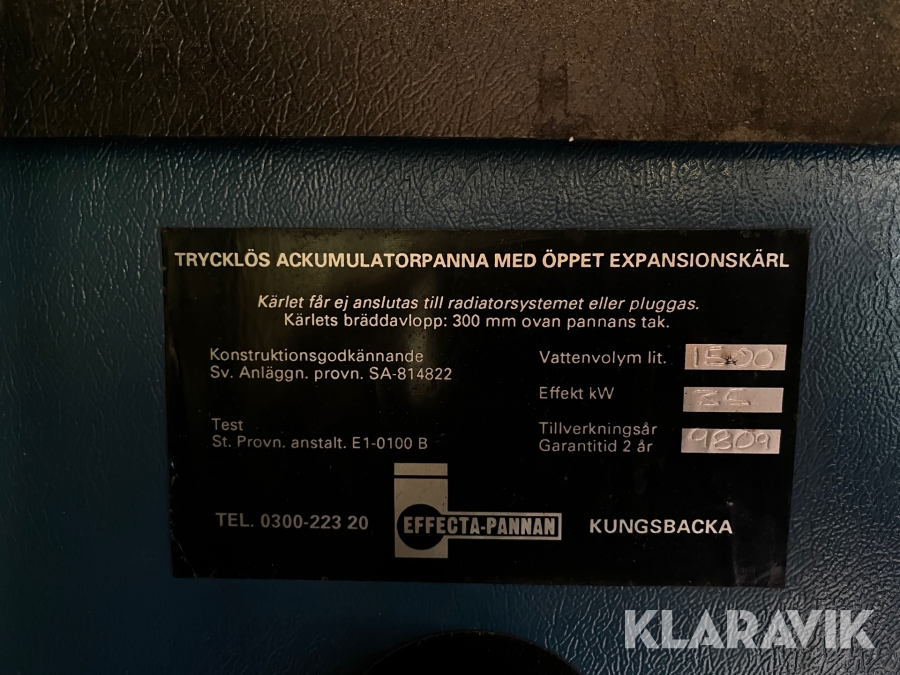 TRYCKLÖS ACKUMULATORPANNA MED ÖPPET EXPANSIONSKÄRL
Kärlet får ej anslutas till radiatorsystemet eller pluggas.
Kärlets bräddavlopp: 300 mm ovan pannans tak.
Konstruktionsgodkännande
Sv. Anläggn. provn. SA-814822
Vattenvolym lit. 1500
Effekt kW 35
Test
St. Provn. anstalt. E1-0100 B
Tillverkningsår 9809
Garantitid 2 år
TEL. 0300-223 20
EFFECTA-PANNAN
KUNGSBACKA
KLARAVIK